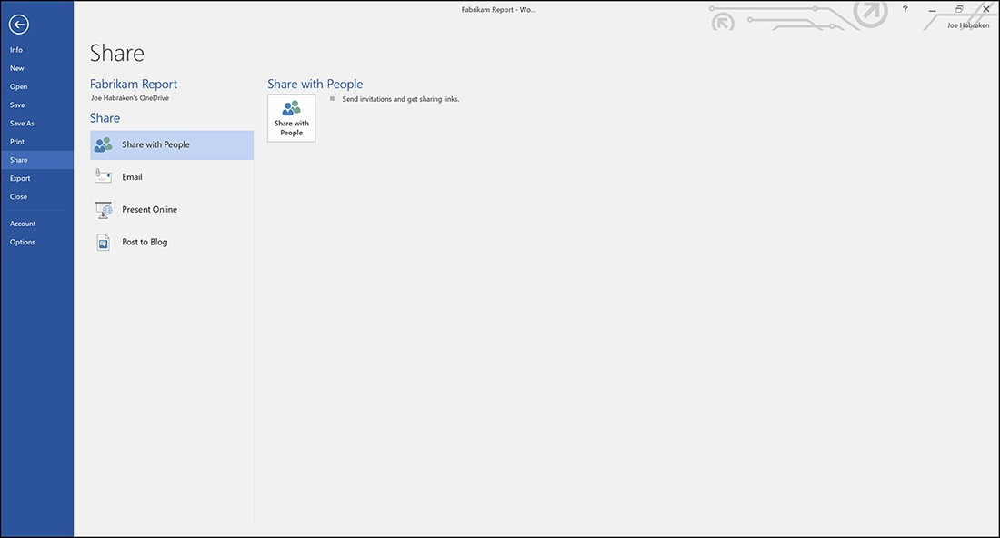 Fabrikam Report - Wo...
?
Joe Habraken
Info
New
Open
Save
Save As
Print
Share
Export
Close
Account
Options
Share
Fabrikam Report
Joe Habraken's OneDrive
Share
Share with People
Email
Present Online
Post to Blog
Share with People
Share with
People
Send invitations and get sharing links.